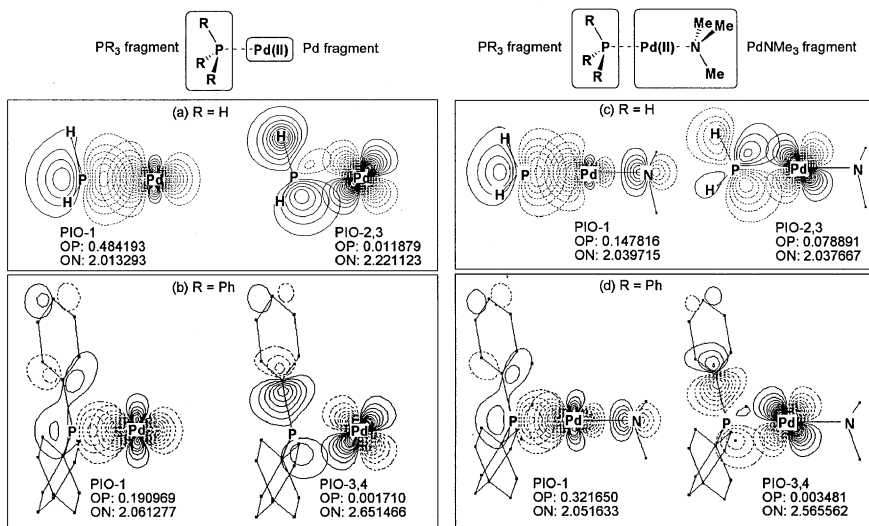 R
PR3 fragment
R
P
Pd(II)
Pd fragment
R
R
PR3 fragment
R
P
Pd(II)
N
Me
Me
Me
PdNMe3 fragment
R
(a) R = H
H
P
H
Pd
PIO-1
OP: 0.484193
ON: 2.013293
H
P
H
Pd
PIO-2,3
OP: 0.011879
ON: 2.221123
(c) R = H
H
P
H
Pd
N
PIO-1
OP: 0.147816
ON: 2.039715
H
P
H
Pd
N
PIO-2,3
OP: 0.078891
ON: 2.037667
(b) R = Ph
P
Pd
PIO-1
OP: 0.190969
ON: 2.061277
P
Pd
PIO-3,4
OP: 0.001710
ON: 2.651466
(d) R = Ph
P
Pd
N
PIO-1
OP: 0.321650
ON: 2.051633
P
Pd
N
PIO-3,4
OP: 0.003481
ON: 2.565562